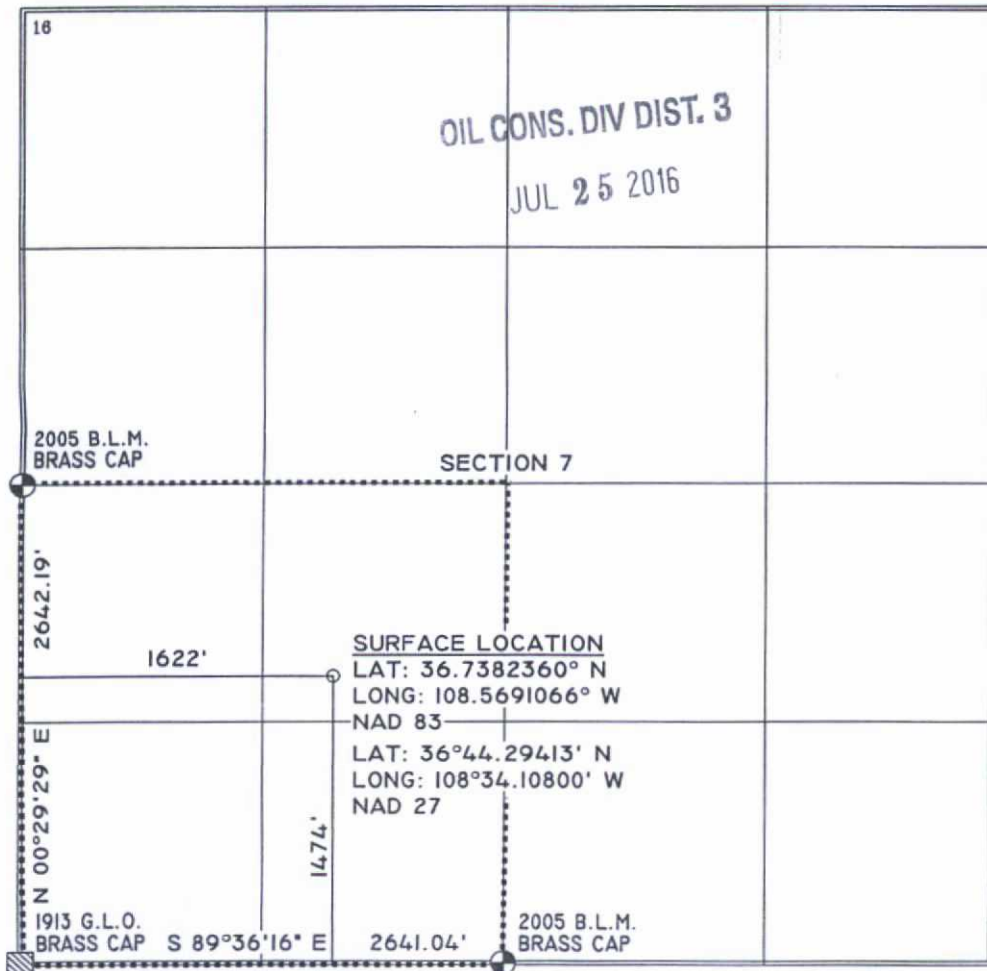 16
OIL CONS. DIV DIST. 3
JUL 25 2016
2005 B.L.M.
BRASS CAP
SECTION 7
2642.19'
1622'
SURFACE LOCATION
LAT: 36.7382360° N
LONG: 108.5691066° W
NAD 83
LAT: 36°44.29413' N
LONG: 108°34.10800' W
NAD 27
N 00°29'29" E
1474'
1913 G.L.O.
BRASS CAP
S 89°36'16" E
2641.04'
2005 B.L.M.
BRASS CAP